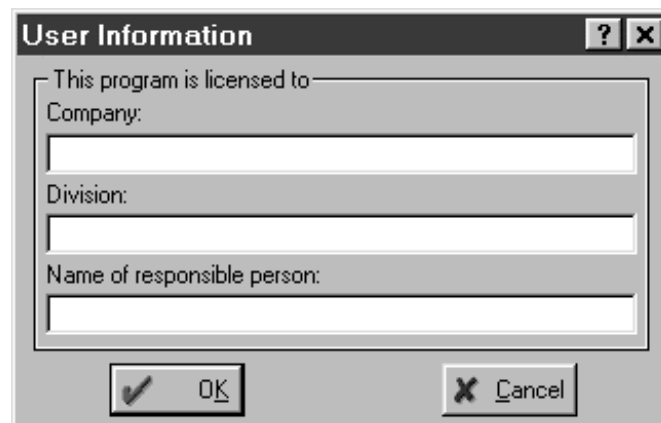 User Information
This program is licensed to
Company:
Division:
Name of responsible person:
OK Cancel